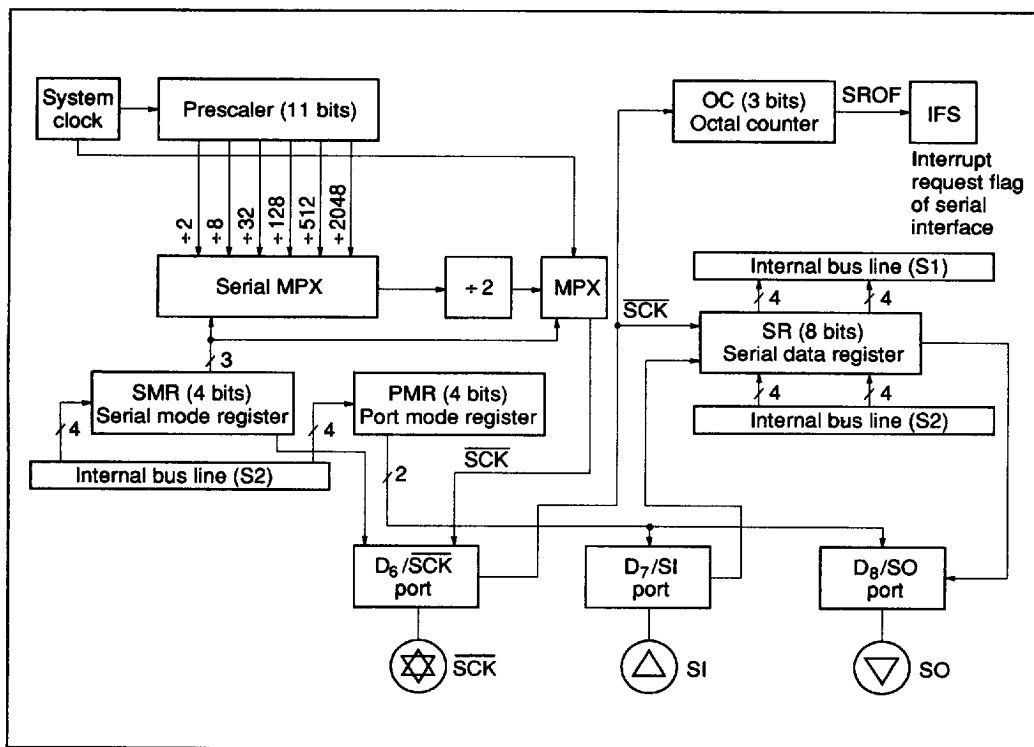 System
clock
Prescaler (11 bits)
OC (3 bits)
Octal counter
SROF
IFS
Interrupt
request flag
of serial
interface
÷2
÷8
÷32
÷128
÷512
÷2048
Serial MPX
÷2
MPX
Internal bus line (S1)
4
4
SCK
SR (8 bits)
Serial data register
3
4
4
Internal bus line (S2)
SMR (4 bits)
Serial mode register
PMR (4 bits)
Port mode register
4
4
Internal bus line (S2)
SCK
2
D6/SCK
port
D7/SI
port
D8/SO
port
SCK
SI
SO